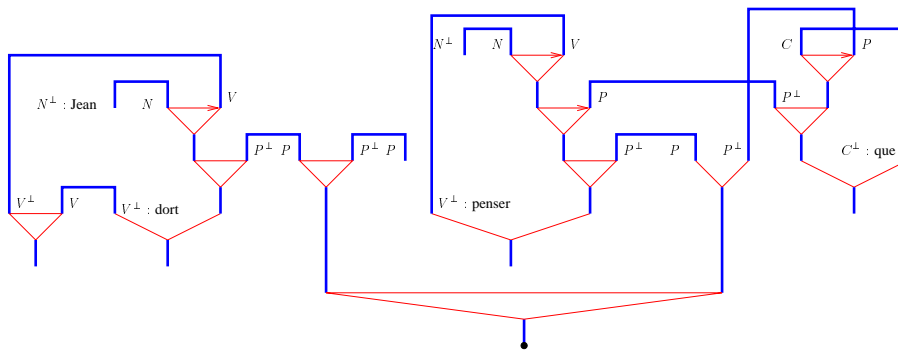 N⊥ N V C P
V
N⊥ : Jean N P P⊥
P⊥ P P⊥ P P⊥ P P⊥ C⊥ : que
V⊥ V V⊥ : dort V⊥ : penser